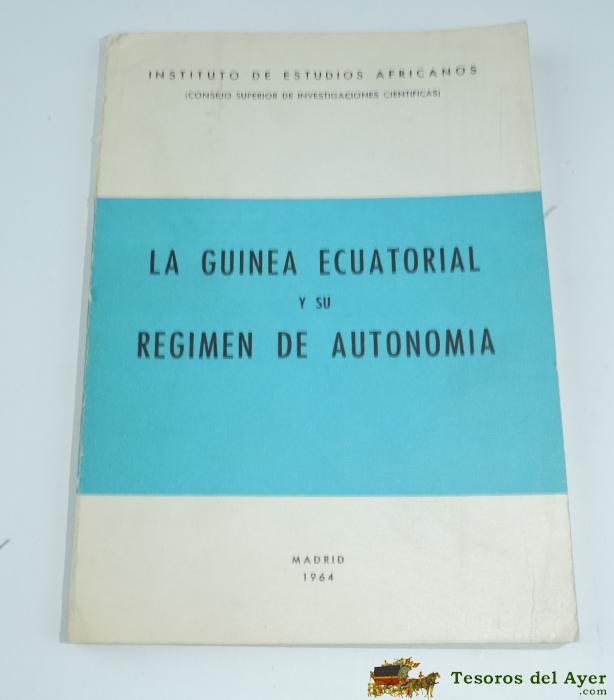 INSTITUTO DE ESTUDIOS AFRICANOS
(CONSEJO SUPERIOR DE INVESTIGACIONES CIENTIFICAS)
LA GUINEA ECUATORIAL
Y SU
REGIMEN DE AUTONOMIA
MADRID
1964
Tesoros del Ayer
.com